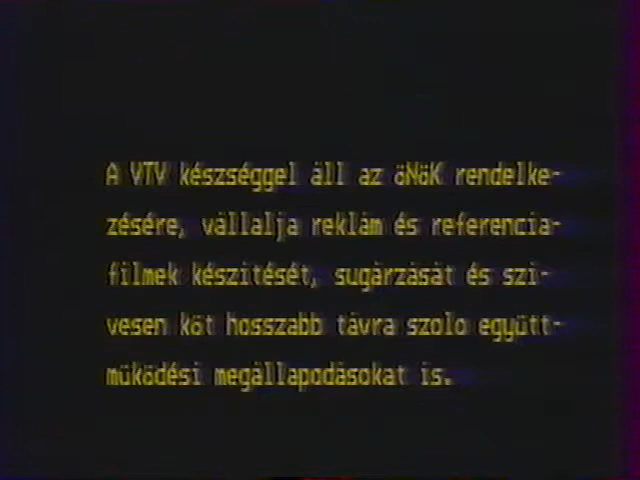 A VTV készséggel áll az öNöK rendelke-
zésére, vállalja reklám és referencia-
filmek készitését, sugárzását és szi-
vesen köt hosszabb távra szolo együtt-
müködési megállapodásokat is.